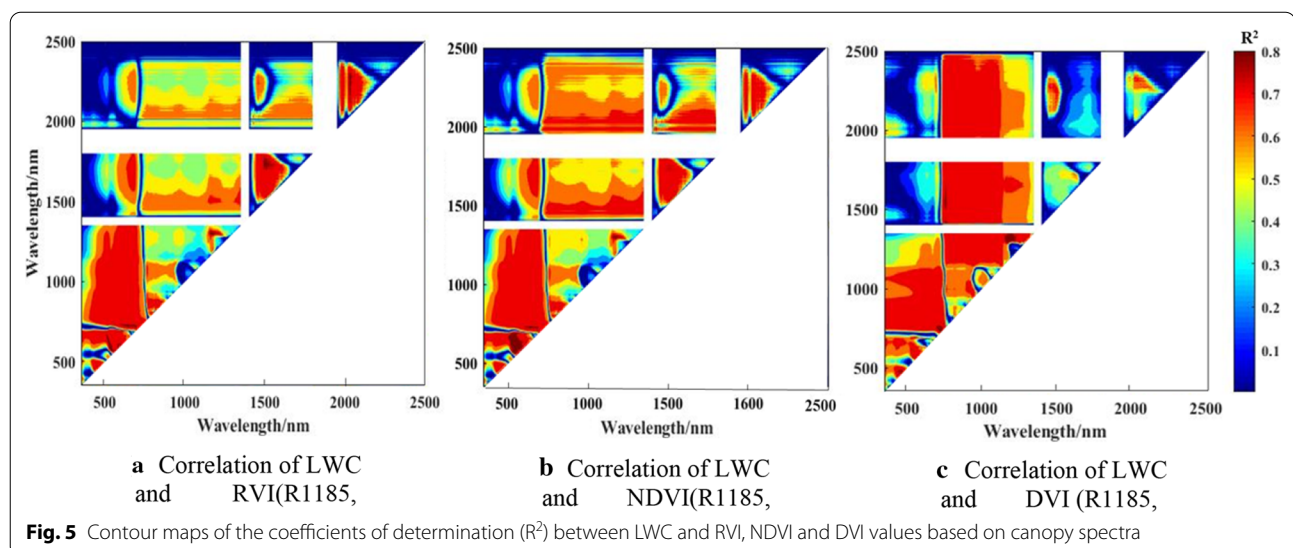 2500
2000
1500
1000
500
Wavelength/nm
500 1000 1500 2000 2500
Wavelength/nm
a Correlation of LWC
and RVI(R1185,
2500
2000
1500
1000
500
500 1000 1500 1600 2500
Wavelength/nm
b Correlation of LWC
and NDVI(R1185,
2500
2000
1500
1000
500
500 1000 1500 2000 2500
Wavelength/nm
c Correlation of LWC
and DVI (R1185,
R²
0.8
0.7
0.6
0.5
0.4
0.3
0.2
0.1
Fig. 5 Contour maps of the coefficients of determination (R²) between LWC and RVI, NDVI and DVI values based on canopy spectra